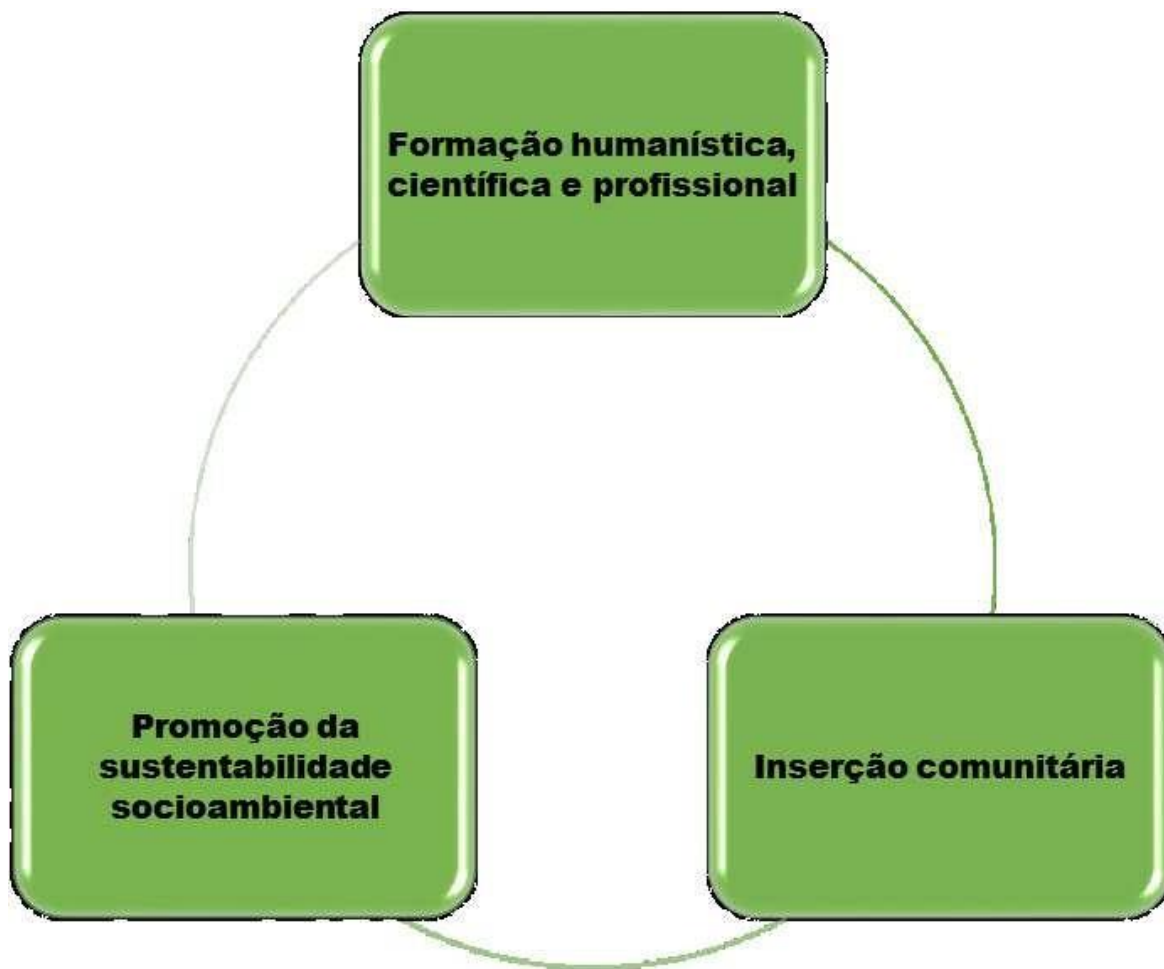 Formação humanística,
científica e profissional
Promoção da
sustentabilidade
socioambiental
Inserção comunitária